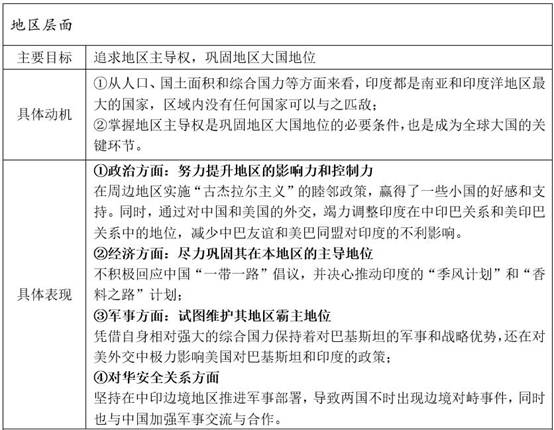 地区层面
主要目标
追求地区主导权，巩固地区大国地位
具体动机
①从人口、国土面积和综合国力等方面来看，印度都是南亚和印度洋地区最
大的国家，区域内没有任何国家可以与之匹敌；
②掌握地区主导权是巩固地区大国地位的必要条件，也是成为全球大国的关
键环节。
具体表现
①政治方面：努力提升地区的影响力和控制力
在周边地区实施“古杰拉尔主义”的睦邻政策，赢得了一些小国的好感和支
持。同时，通过对中国和美国的外交，竭力调整印度在中印巴关系和美印巴
关系中的地位，减少中巴友谊和美巴同盟对印度的不利影响。
②经济方面：尽力巩固其在本地区的主导地位
不积极回应中国“一带一路”倡议，并决心推动印度的“季风计划”和“香
料之路”计划；
③军事方面：试图维护其地区霸主地位
凭借自身相对强大的综合国力保持着对巴基斯坦的军事和战略优势，还在对
美外交中极力影响美国对巴基斯坦和印度的政策；
④对华安全关系方面
坚持在中印边境地区推进军事部署，导致两国不时出现边境对峙事件，同时
也与中国加强军事交流与合作。